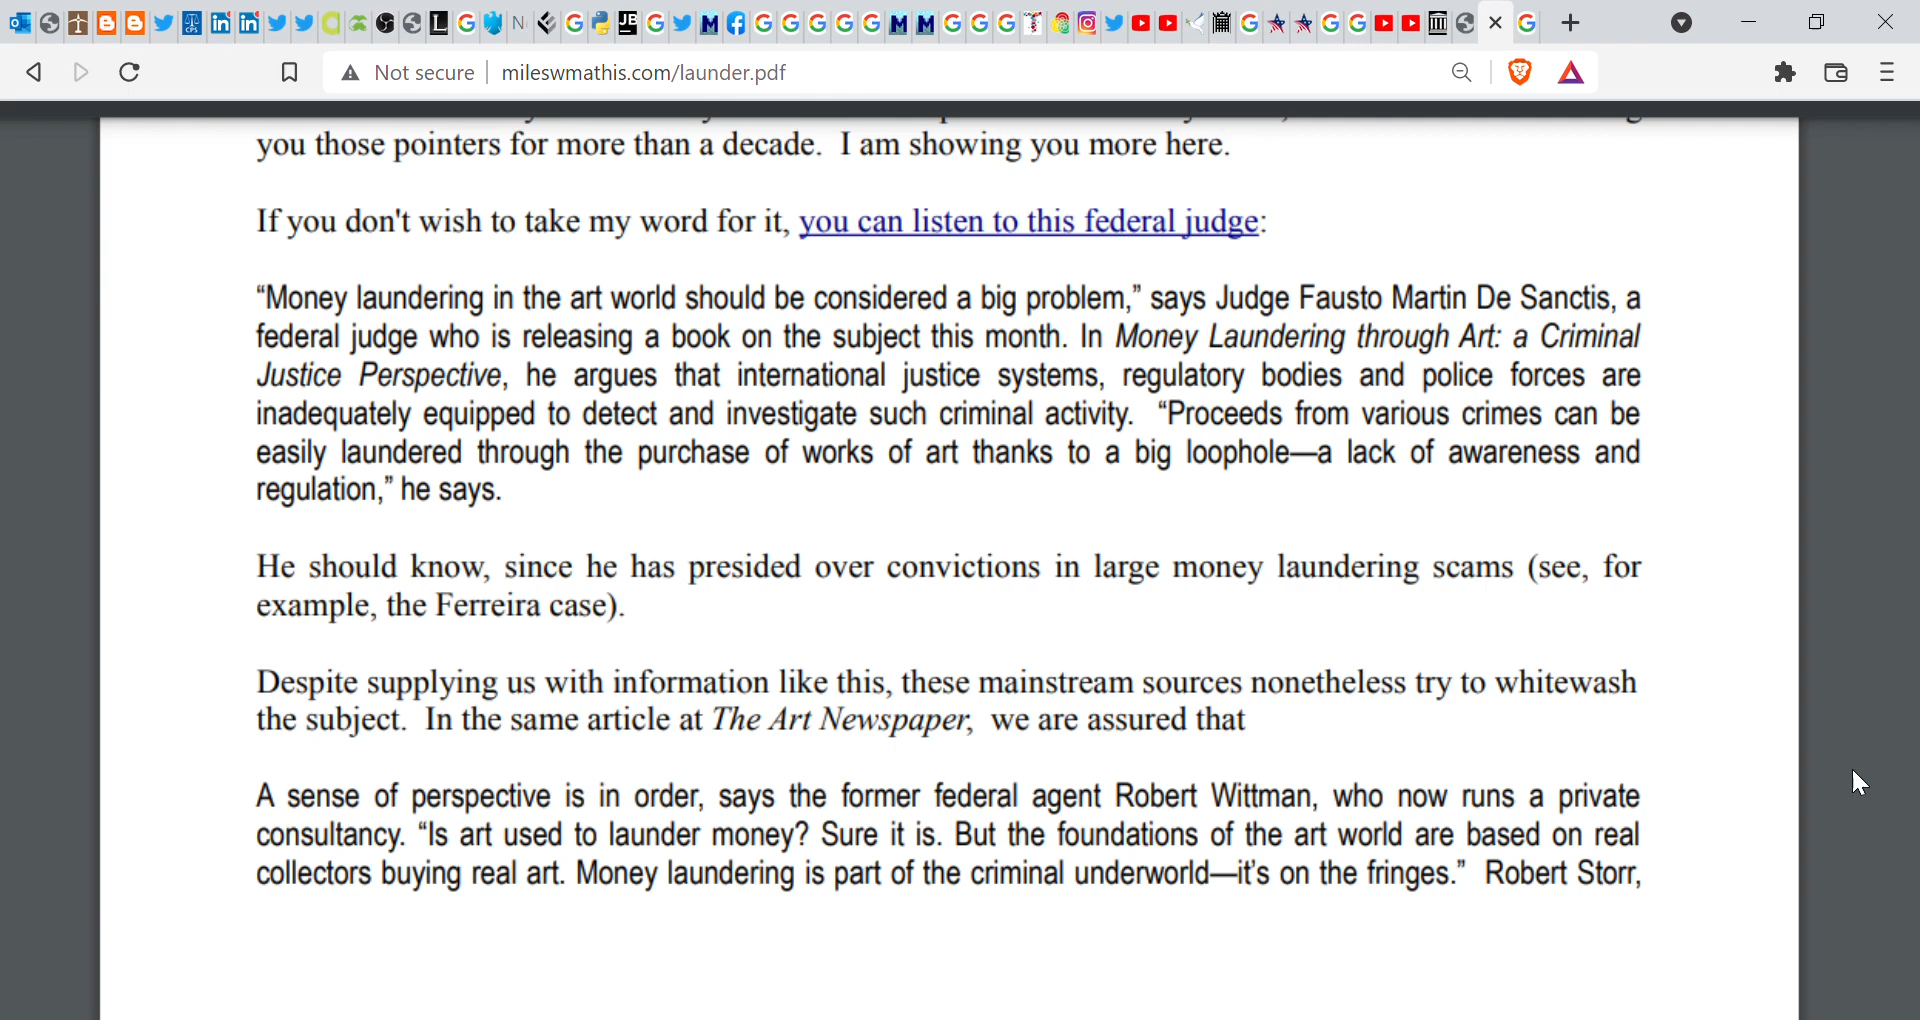 Not secure | mileswmathis.com/launder.pdf
you those pointers for more than a decade. I am showing you more here.
If you don't wish to take my word for it, you can listen to this federal judge:
“Money laundering in the art world should be considered a big problem,” says Judge Fausto Martin De Sanctis, a
federal judge who is releasing a book on the subject this month. In Money Laundering through Art: a Criminal
Justice Perspective, he argues that international justice systems, regulatory bodies and police forces are
inadequately equipped to detect and investigate such criminal activity. “Proceeds from various crimes can be
easily laundered through the purchase of works of art thanks to a big loophole—a lack of awareness and
regulation,” he says.
He should know, since he has presided over convictions in large money laundering scams (see, for
example, the Ferreira case).
Despite supplying us with information like this, these mainstream sources nonetheless try to whitewash
the subject. In the same article at The Art Newspaper, we are assured that
A sense of perspective is in order, says the former federal agent Robert Wittman, who now runs a private
consultancy. “Is art used to launder money? Sure it is. But the foundations of the art world are based on real
collectors buying real art. Money laundering is part of the criminal underworld—it’s on the fringes.” Robert Storr,